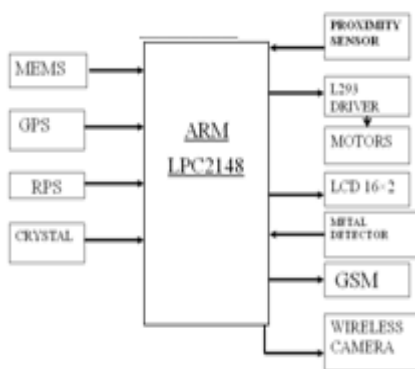 MEMS
GPS
RPS
CRYSTAL
ARM
LPC2148
PROXIMITY
SENSOR
L293
DRIVER
MOTORS
LCD 16×2
METAL
DETECTOR
GSM
WIRELESS
CAMERA